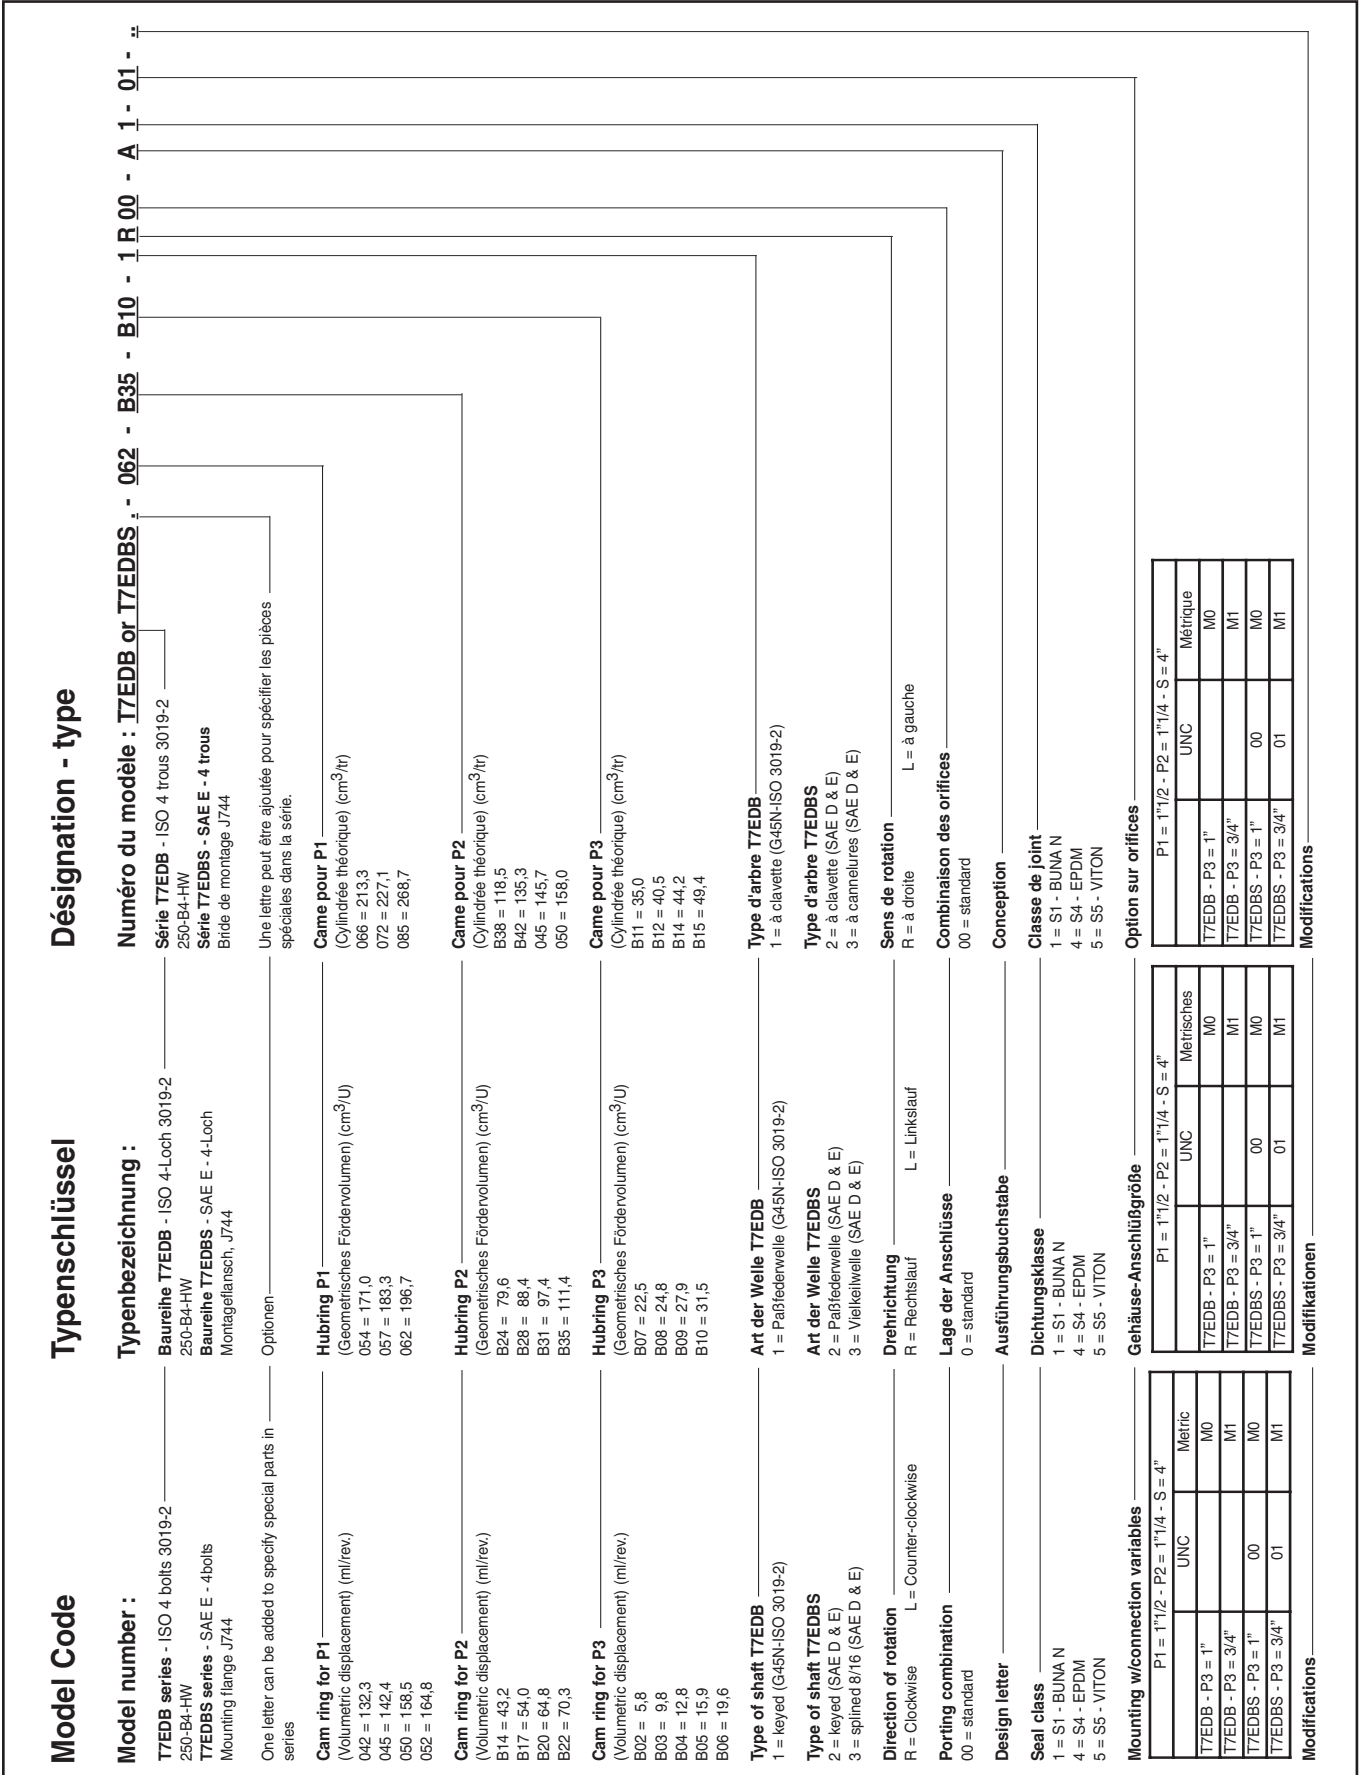 Model Code
Typenschlüssel
Désignation - type
Model number :
Typenbezeichnung :
Numéro du modèle : T7EDB or T7EDBS . - 062 - B35 - B10 - 1 R 00 - A 1 - 01 - ..
T7EDB series - ISO 4 bolts 3019-2
250-B4-HW
T7EDBS series - SAE E - 4bolts
Mounting flange J744
Baureihe T7EDB - ISO 4-Loch 3019-2
250-B4-HW
Baureihe T7EDBS - SAE E - 4-Loch
Montageflansch, J744
Série T7EDB - ISO 4 trous 3019-2
250-B4-HW
Série T7EDBS - SAE E - 4 trous
Bride de montage J744
One letter can be added to specify special parts in
series
Optionen
Une lettre peut être ajoutée pour spécifier les pièces
spéciales dans la série.
Cam ring for P1
(Volumetric displacement) (ml/rev.)
042 = 132,3
045 = 142,4
050 = 158,5
052 = 164,8
Hubring P1
(Geometrisches Fördervolumen) (cm³/U)
054 = 171,0
057 = 183,3
062 = 196,7
Came pour P1
(Cylindrée théorique) (cm³/tr)
066 = 213,3
072 = 227,1
085 = 268,7
Cam ring for P2
(Volumetric displacement) (ml/rev.)
B14 = 43,2
B17 = 54,0
B20 = 64,8
B22 = 70,3
Hubring P2
(Geometrisches Fördervolumen) (cm³/U)
B24 = 79,6
B28 = 88,4
B31 = 97,4
B35 = 111,4
Came pour P2
(Cylindrée théorique) (cm³/tr)
B38 = 118,5
B42 = 135,3
045 = 145,7
050 = 158,0
Cam ring for P3
(Volumetric displacement) (ml/rev.)
B02 = 5,8
B03 = 9,8
B04 = 12,8
B05 = 15,9
B06 = 19,6
Hubring P3
(Geometrisches Fördervolumen) (cm³/U)
B07 = 22,5
B08 = 24,8
B09 = 27,9
B10 = 31,5
Came pour P3
(Cylindrée théorique) (cm³/tr)
B11 = 35,0
B12 = 40,5
B14 = 44,2
B15 = 49,4
Type of shaft T7EDB
1 = keyed (G45N-ISO 3019-2)
Art der Welle T7EDB
1 = Paßfederwelle (G45N-ISO 3019-2)
Type d'arbre T7EDB
1 = à clavette (G45N-ISO 3019-2)
Type of shaft T7EDBS
2 = keyed (SAE D & E)
3 = splined 8/16 (SAE D & E)
Art der Welle T7EDBS
2 = Paßfederwelle (SAE D & E)
3 = Vielkeilwelle (SAE D & E)
Type d'arbre T7EDBS
2 = à clavette (SAE D & E)
3 = à cannelures (SAE D & E)
Direction of rotation
R = Clockwise L = Counter-clockwise
Drehrichtung
R = Rechtslauf L = Linkslauf
Sens de rotation
R = à droite L = à gauche
Porting combination
00 = standard
Lage der Anschlüsse
0 = standard
Combinaison des orifices
00 = standard
Design letter
Ausführungsbuchstabe
Conception
Seal class
1 = S1 - BUNA N
4 = S4 - EPDM
5 = S5 - VITON
Dichtungsklasse
1 = S1 - BUNA N
4 = S4 - EPDM
5 = S5 - VITON
Classe de joint
1 = S1 - BUNA N
4 = S4 - EPDM
5 = S5 - VITON
Mounting w/connection variables
P1 = 1"1/2 - P2 = 1"1/4 - S = 4"
UNC Metric
T7EDB - P3 = 1" M0
T7EDB - P3 = 3/4" M1
T7EDBS - P3 = 1" 00 M0
T7EDBS - P3 = 3/4" 01 M1
Gehäuse-Anschlüßgröße
P1 = 1"1/2 - P2 = 1"1/4 - S = 4"
UNC Metrisches
T7EDB - P3 = 1" M0
T7EDB - P3 = 3/4" M1
T7EDBS - P3 = 1" 00 M0
T7EDBS - P3 = 3/4" 01 M1
Option sur orifices
P1 = 1"1/2 - P2 = 1"1/4 - S = 4"
UNC Métrique
T7EDB - P3 = 1" M0
T7EDB - P3 = 3/4" M1
T7EDBS - P3 = 1" 00 M0
T7EDBS - P3 = 3/4" 01 M1
Modifications
Modifikationen
Modifications